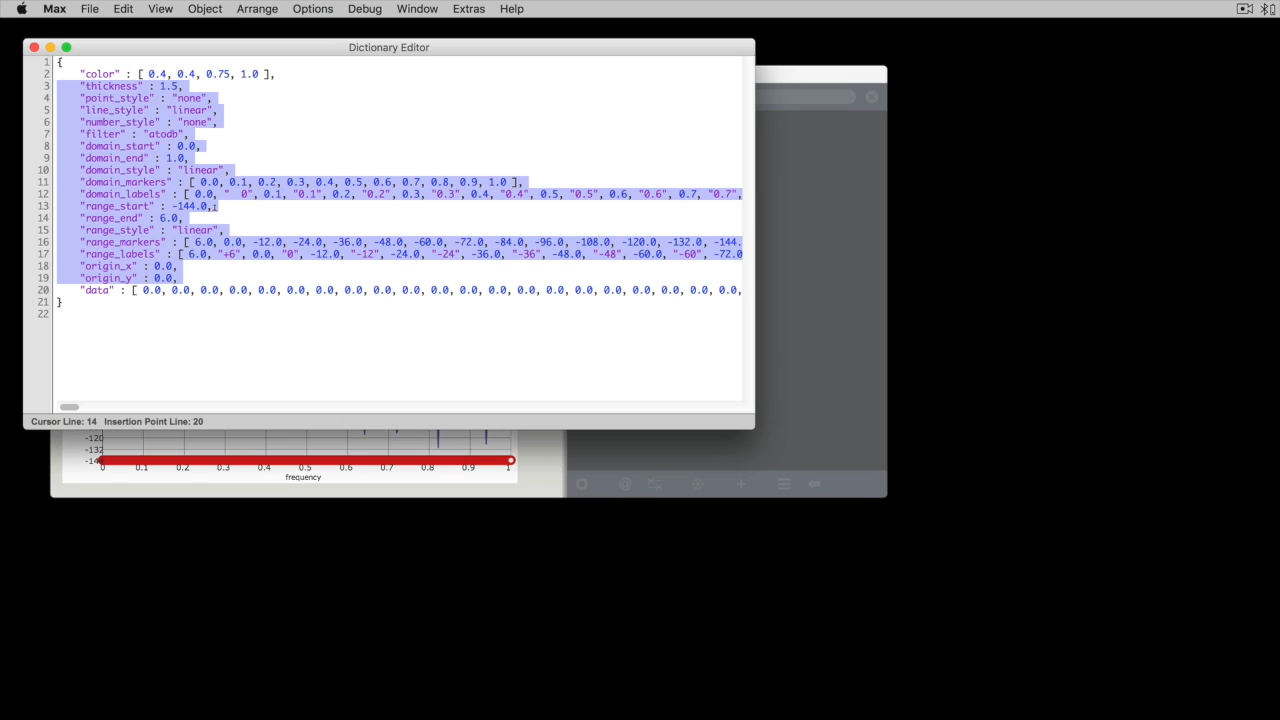 Max File Edit View Object Arrange Options Debug Window Extras Help
Dictionary Editor
1 {
2 "color" : [ 0.4, 0.4, 0.75, 1.0 ],
3 "thickness" : 1.5,
4 "point_style" : "none",
5 "line_style" : "linear",
6 "number_style" : "none",
7 "filter" : "atodb",
8 "domain_start" : 0.0,
9 "domain_end" : 1.0,
10 "domain_style" : "linear",
11 "domain_markers" : [ 0.0, 0.1, 0.2, 0.3, 0.4, 0.5, 0.6, 0.7, 0.8, 0.9, 1.0 ],
12 "domain_labels" : [ 0.0, "  0", 0.1, "0.1", 0.2, "0.2", 0.3, "0.3", 0.4, "0.4", 0.5, "0.5", 0.6, "0.6", 0.7, "0.7",
13 "range_start" : -144.0,
14 "range_end" : 6.0,
15 "range_style" : "linear",
16 "range_markers" : [ 6.0, 0.0, -12.0, -24.0, -36.0, -48.0, -60.0, -72.0, -84.0, -96.0, -108.0, -120.0, -132.0, -144.
17 "range_labels" : [ 6.0, "+6", 0.0, "0", -12.0, "-12", -24.0, "-24", -36.0, "-36", -48.0, "-48", -60.0, "-60", -72.0
18 "origin_x" : 0.0,
19 "origin_y" : 0.0,
20 "data" : [ 0.0, 0.0, 0.0, 0.0, 0.0, 0.0, 0.0, 0.0, 0.0, 0.0, 0.0, 0.0, 0.0, 0.0, 0.0, 0.0, 0.0, 0.0, 0.0, 0.0, 0.0,
21 }
22
Cursor Line: 14 Insertion Point Line: 20
-120
-132
0 0.1 0.2 0.3 0.4 0.5 0.6 0.7 0.8 0.9 1
frequency